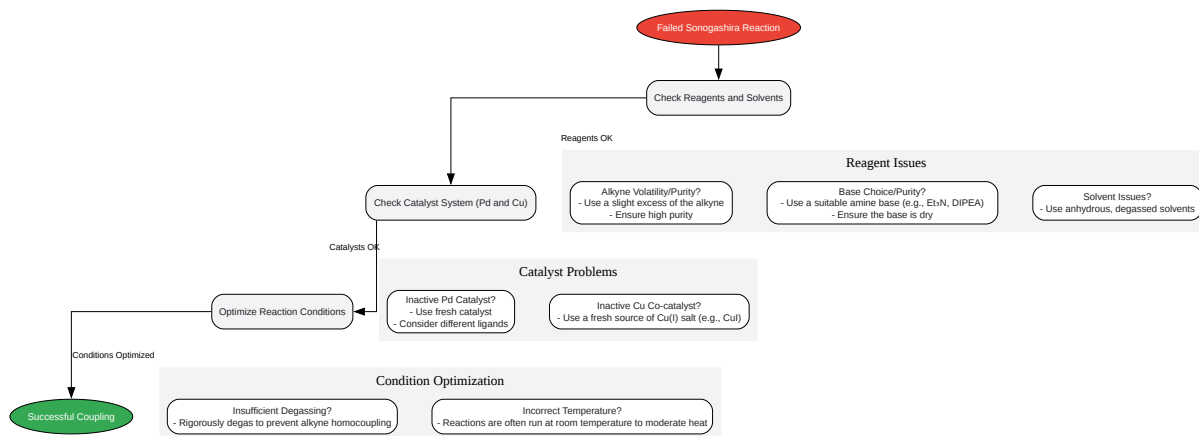 Failed Sonogashira Reaction
Check Reagents and Solvents
Reagents OK
Reagent Issues
Alkyne Volatility/Purity?
- Use a slight excess of the alkyne
- Ensure high purity
Base Choice/Purity?
- Use a suitable amine base (e.g., Et₃N, DIPEA)
- Ensure the base is dry
Solvent Issues?
- Use anhydrous, degassed solvents
Check Catalyst System (Pd and Cu)
Catalysts OK
Catalyst Problems
Inactive Pd Catalyst?
- Use fresh catalyst
- Consider different ligands
Inactive Cu Co-catalyst?
- Use a fresh source of Cu(I) salt (e.g., CuI)
Optimize Reaction Conditions
Conditions Optimized
Condition Optimization
Insufficient Degassing?
- Rigorously degas to prevent alkyne homocoupling
Incorrect Temperature?
- Reactions are often run at room temperature to moderate heat
Successful Coupling